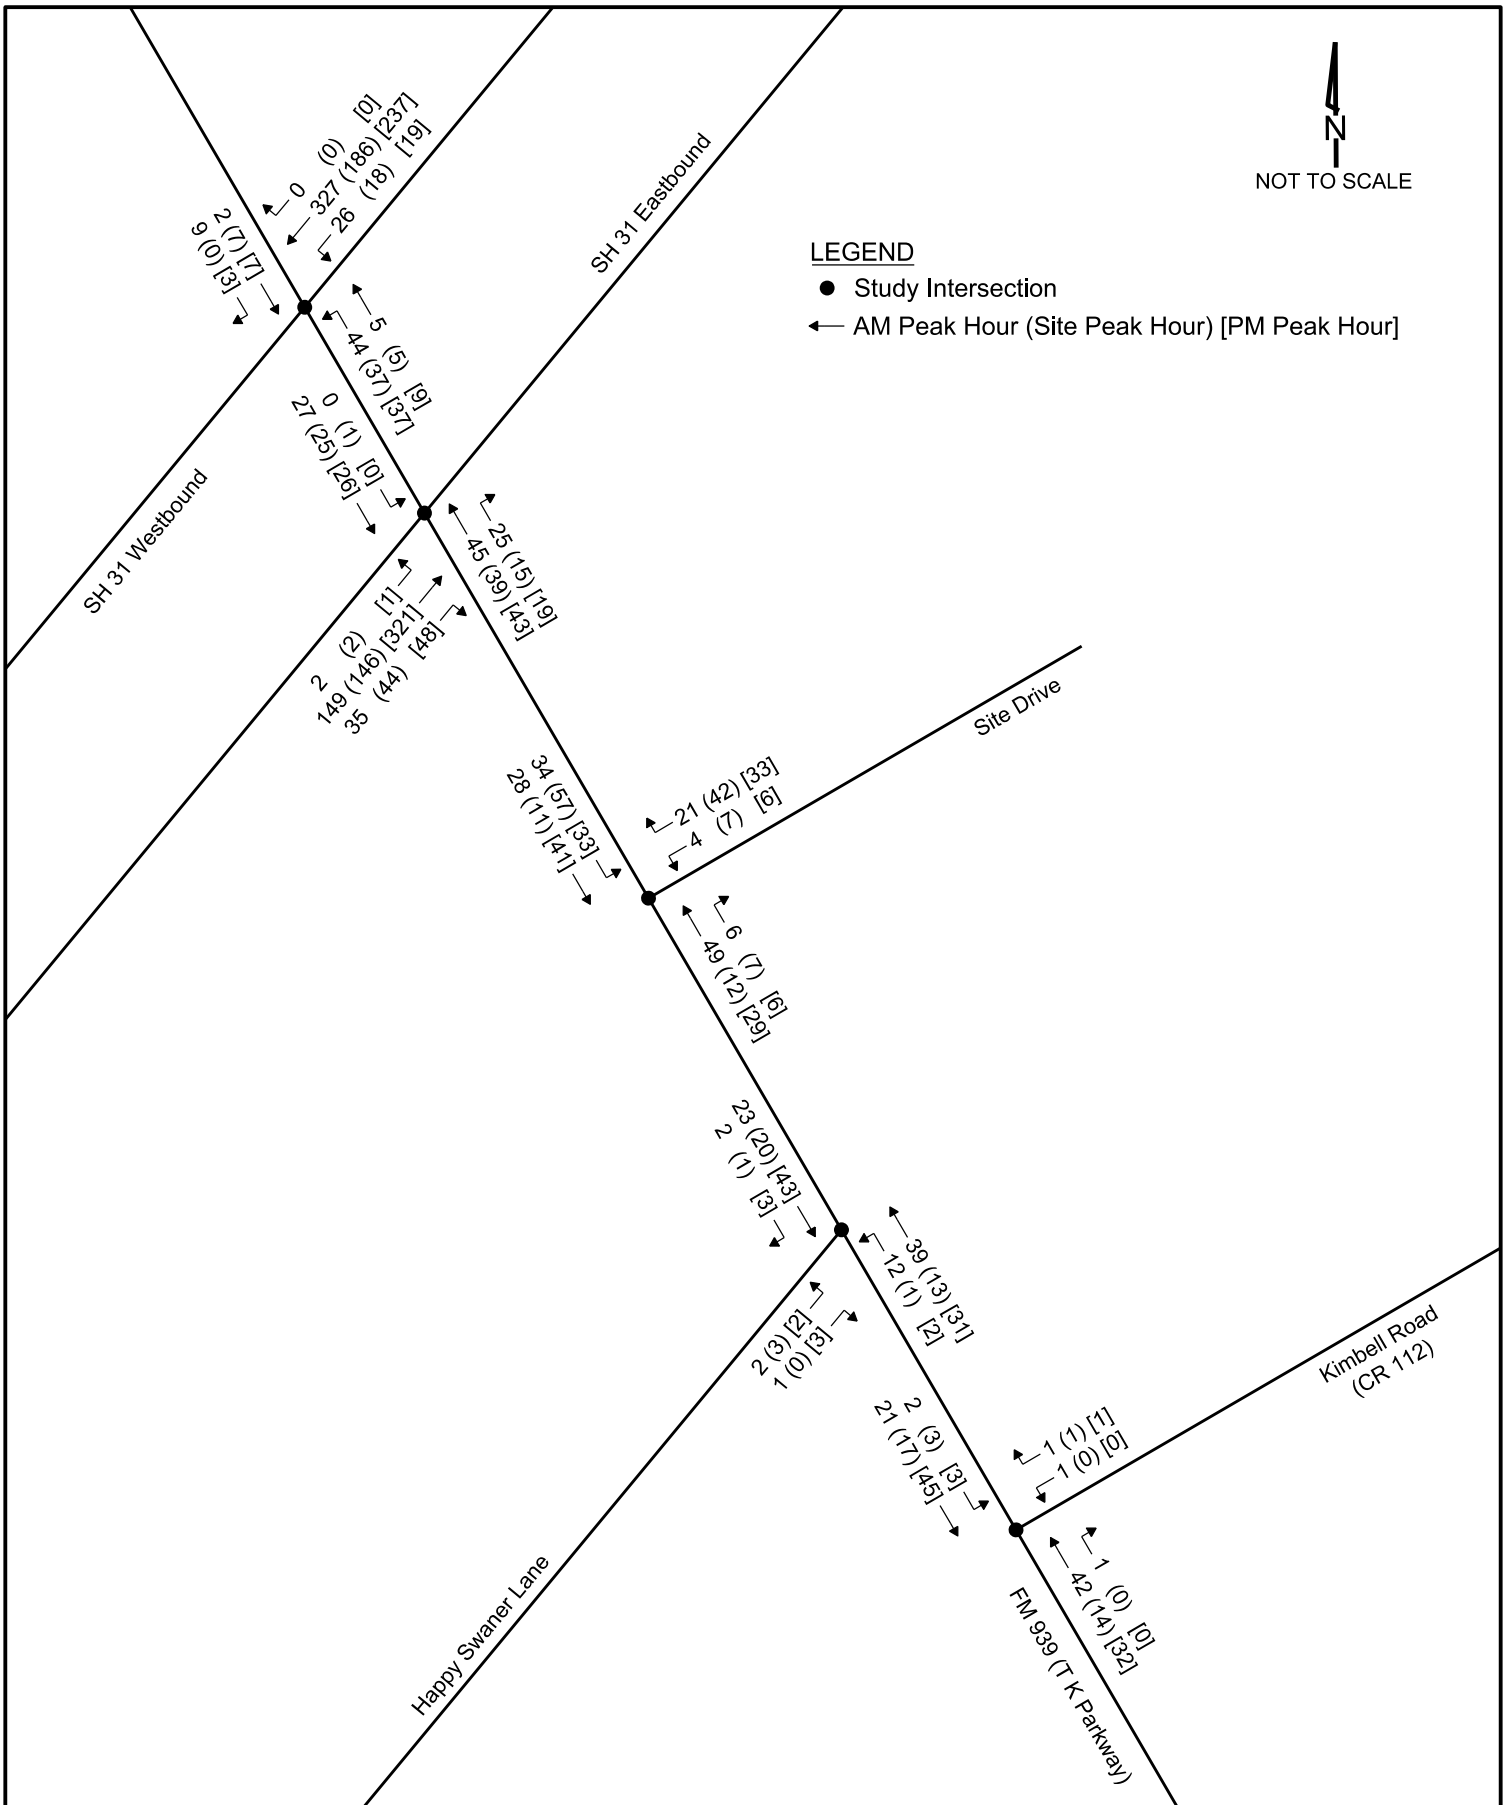 0 (0) [0]
327 (186) [237]
26 (18) [19]
N
NOT TO SCALE
SH 31 Eastbound
LEGEND
Study Intersection
AM Peak Hour (Site Peak Hour) [PM Peak Hour]
2 (7) [7]
9 (0) [3]
5 (5) [9]
44 (37) [37]
0 (1) [0]
27 (25) [26]
SH 31 Westbound
25 (15) [19]
45 (39) [43]
2 (2) [1]
149 (146) [321]
35 (44) [48]
Site Drive
34 (57) [33]
28 (11) [41]
21 (42) [33]
4 (7) [6]
6 (7) [6]
49 (12) [29]
23 (20) [43]
2 (1) [3]
39 (13) [31]
12 (1) [2]
2 (3) [2]
1 (0) [3]
Kimbell Road
(CR 112)
2 (3) [3]
21 (17) [45]
1 (1) [1]
1 (0) [0]
1 (0) [0]
42 (14) [32]
Happy Swaner Lane
FM 939 (T K Parkway)